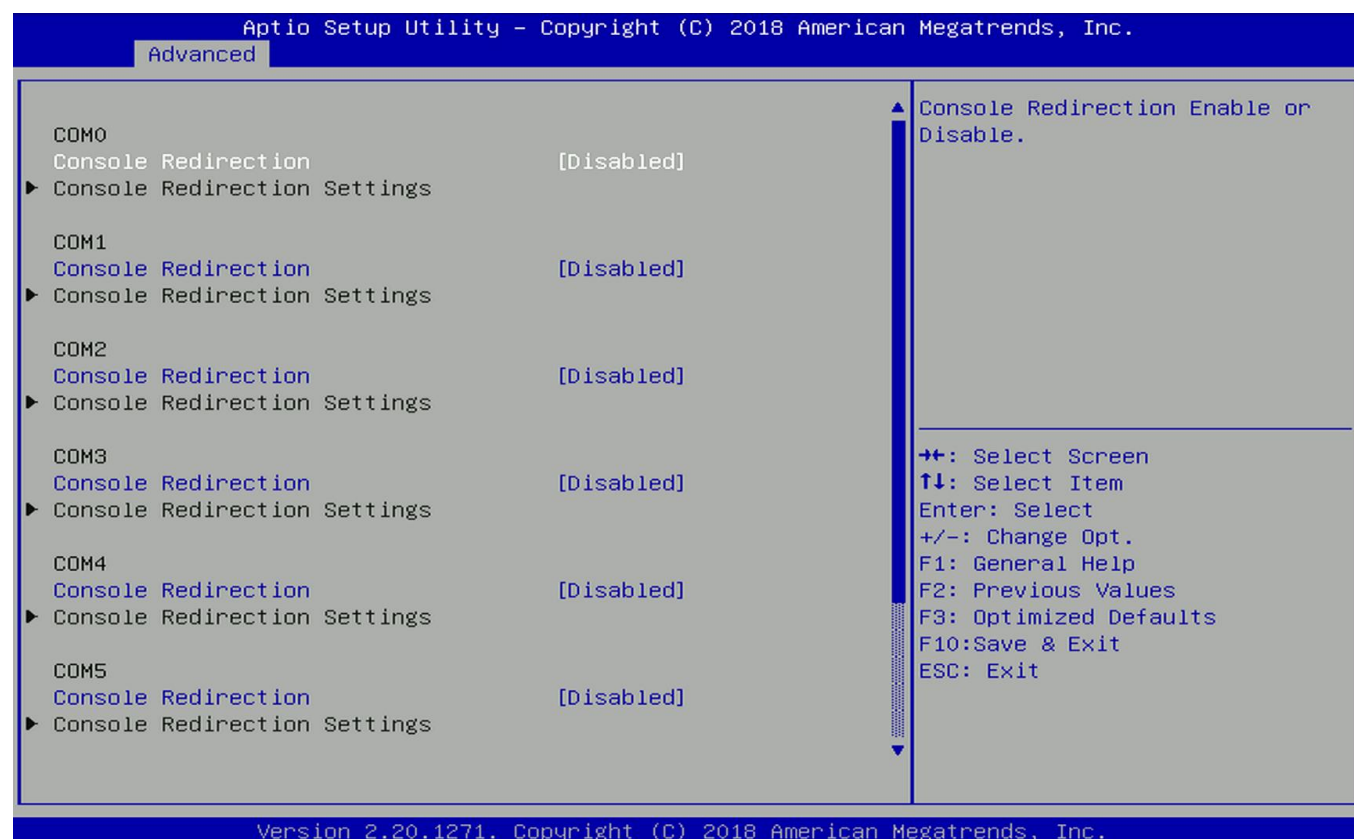 Aptio Setup Utility – Copyright (C) 2018 American Megatrends, Inc.
Advanced
COM0
Console Redirection [Disabled]
Console Redirection Settings
COM1
Console Redirection [Disabled]
Console Redirection Settings
COM2
Console Redirection [Disabled]
Console Redirection Settings
COM3
Console Redirection [Disabled]
Console Redirection Settings
COM4
Console Redirection [Disabled]
Console Redirection Settings
COM5
Console Redirection [Disabled]
Console Redirection Settings
Console Redirection Enable or
Disable.
→←: Select Screen
↑↓: Select Item
Enter: Select
+/-: Change Opt.
F1: General Help
F2: Previous Values
F3: Optimized Defaults
F10:Save & Exit
ESC: Exit
Version 2.20.1271. Copyright (C) 2018 American Megatrends, Inc.